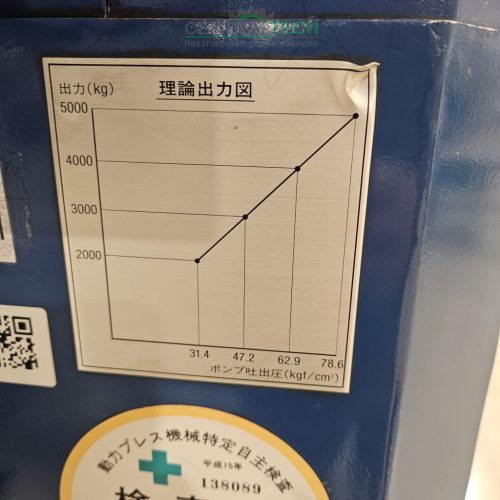 出力(kg)
理論出力図
5000
4000
3000
2000
31.4
47.2
62.9
78.6
ポンプ吐出圧(kgf/cm²)
動力プレス機械特定自主検査
平成15年
138089